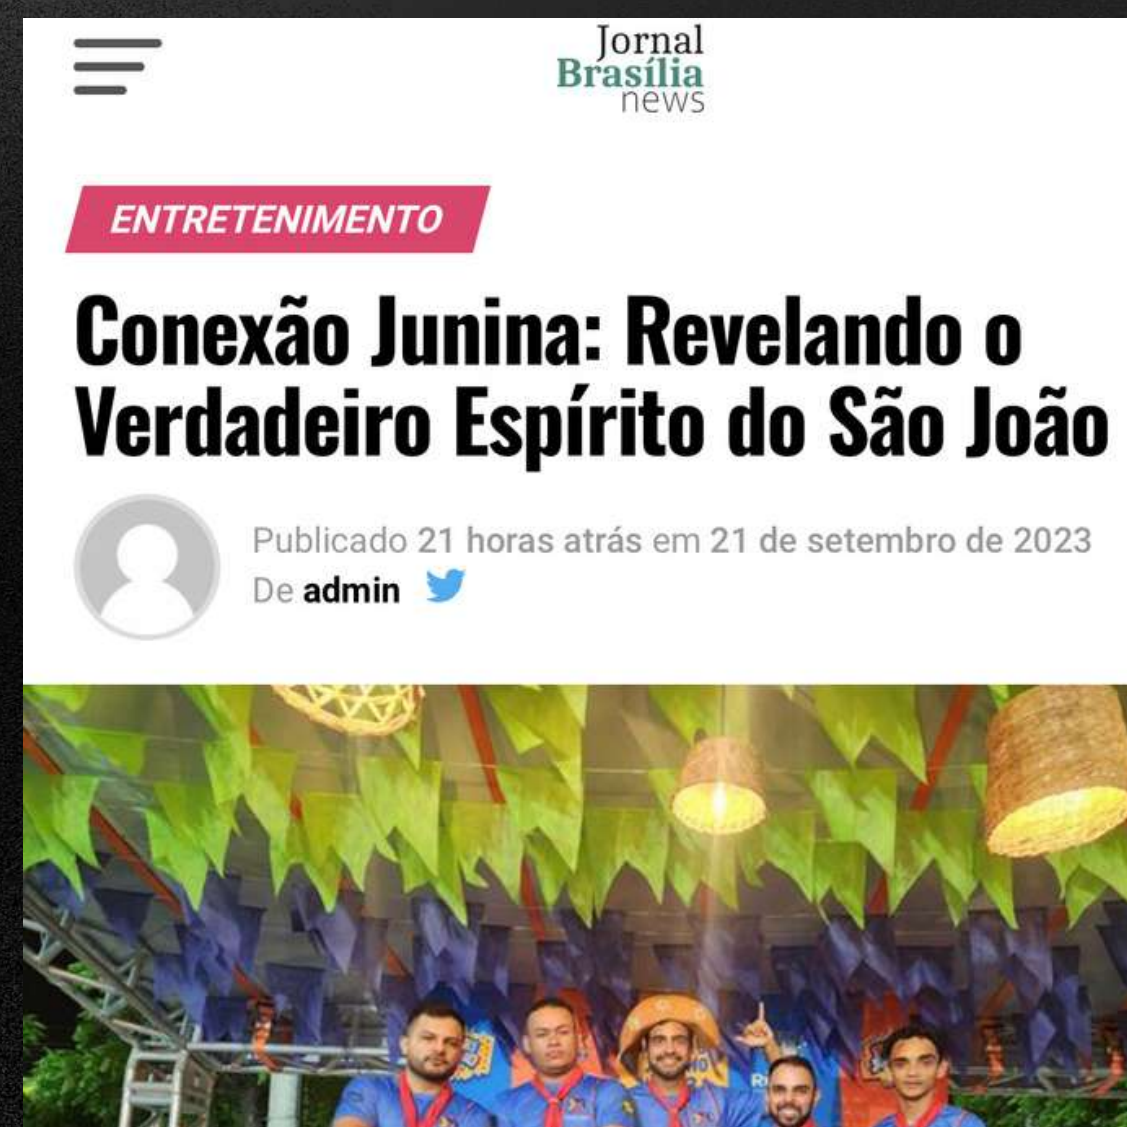 Jornal
Brasília
news
ENTRETENIMENTO
Conexão Junina: Revelando o
Verdadeiro Espírito do São João
Publicado 21 horas atrás em 21 de setembro de 2023
De admin